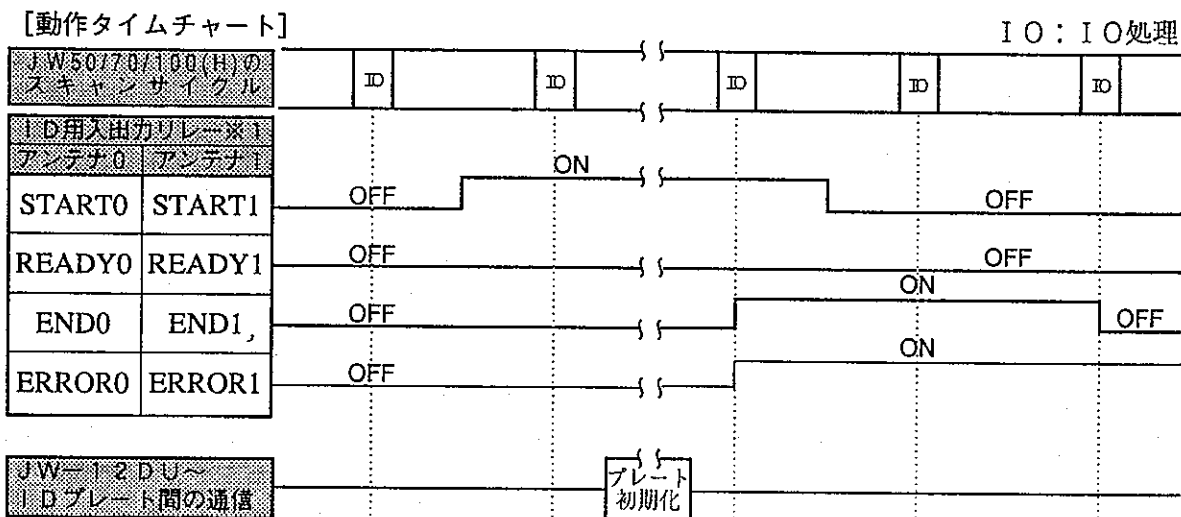 [動作タイムチャート]
IO:IO処理
JW50/70/100(H)の
スキャンサイクル
IO IO IO IO IO
ID用入出力リレー※1
アンテナ0 アンテナ1
START0 START1 OFF ON OFF
READY0 READY1 OFF OFF
END0 END1, OFF ON OFF
ERROR0 ERROR1 OFF ON
JW-12DU~
IDプレート間の通信
プレート
初期化